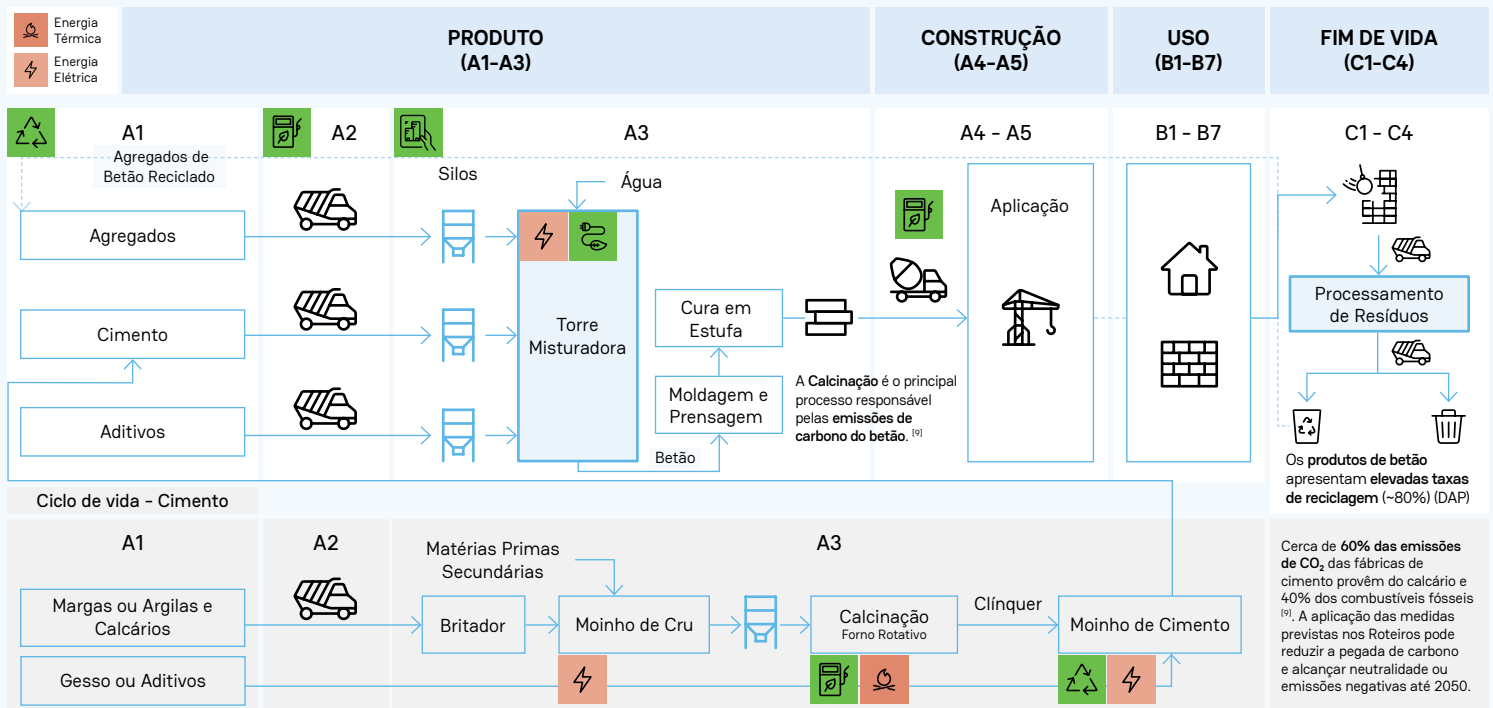 Energia
Térmica
Energia
Elétrica
PRODUTO
(A1-A3)
CONSTRUÇÃO
(A4-A5)
USO
(B1-B7)
FIM DE VIDA
(C1-C4)
A1
A2
A3
A4 - A5
B1 - B7
C1 - C4
Agregados de
Betão Reciclado
Silos
Água
Agregados
Cimento
Aditivos
Torre
Misturadora
Cura em
Estufa
Moldagem e
Prensagem
Betão
A Calcinação é o principal
processo responsável
pelas emissões de
carbono do betão. [9]
Aplicação
Processamento
de Resíduos
Os produtos de betão
apresentam elevadas taxas
de reciclagem (~80%) (DAP)
Ciclo de vida - Cimento
A1
A2
A3
Margas ou Argilas e
Calcários
Gesso ou Aditivos
Matérias Primas
Secundárias
Britador
Moinho de Cru
Calcinação
Forno Rotativo
Clínquer
Moinho de Cimento
Cerca de 60% das emissões
de CO₂ das fábricas de
cimento provêm do calcário e
40% dos combustíveis fósseis
[9]. A aplicação das medidas
previstas nos Roteiros pode
reduzir a pegada de carbono
e alcançar neutralidade ou
emissões negativas até 2050.